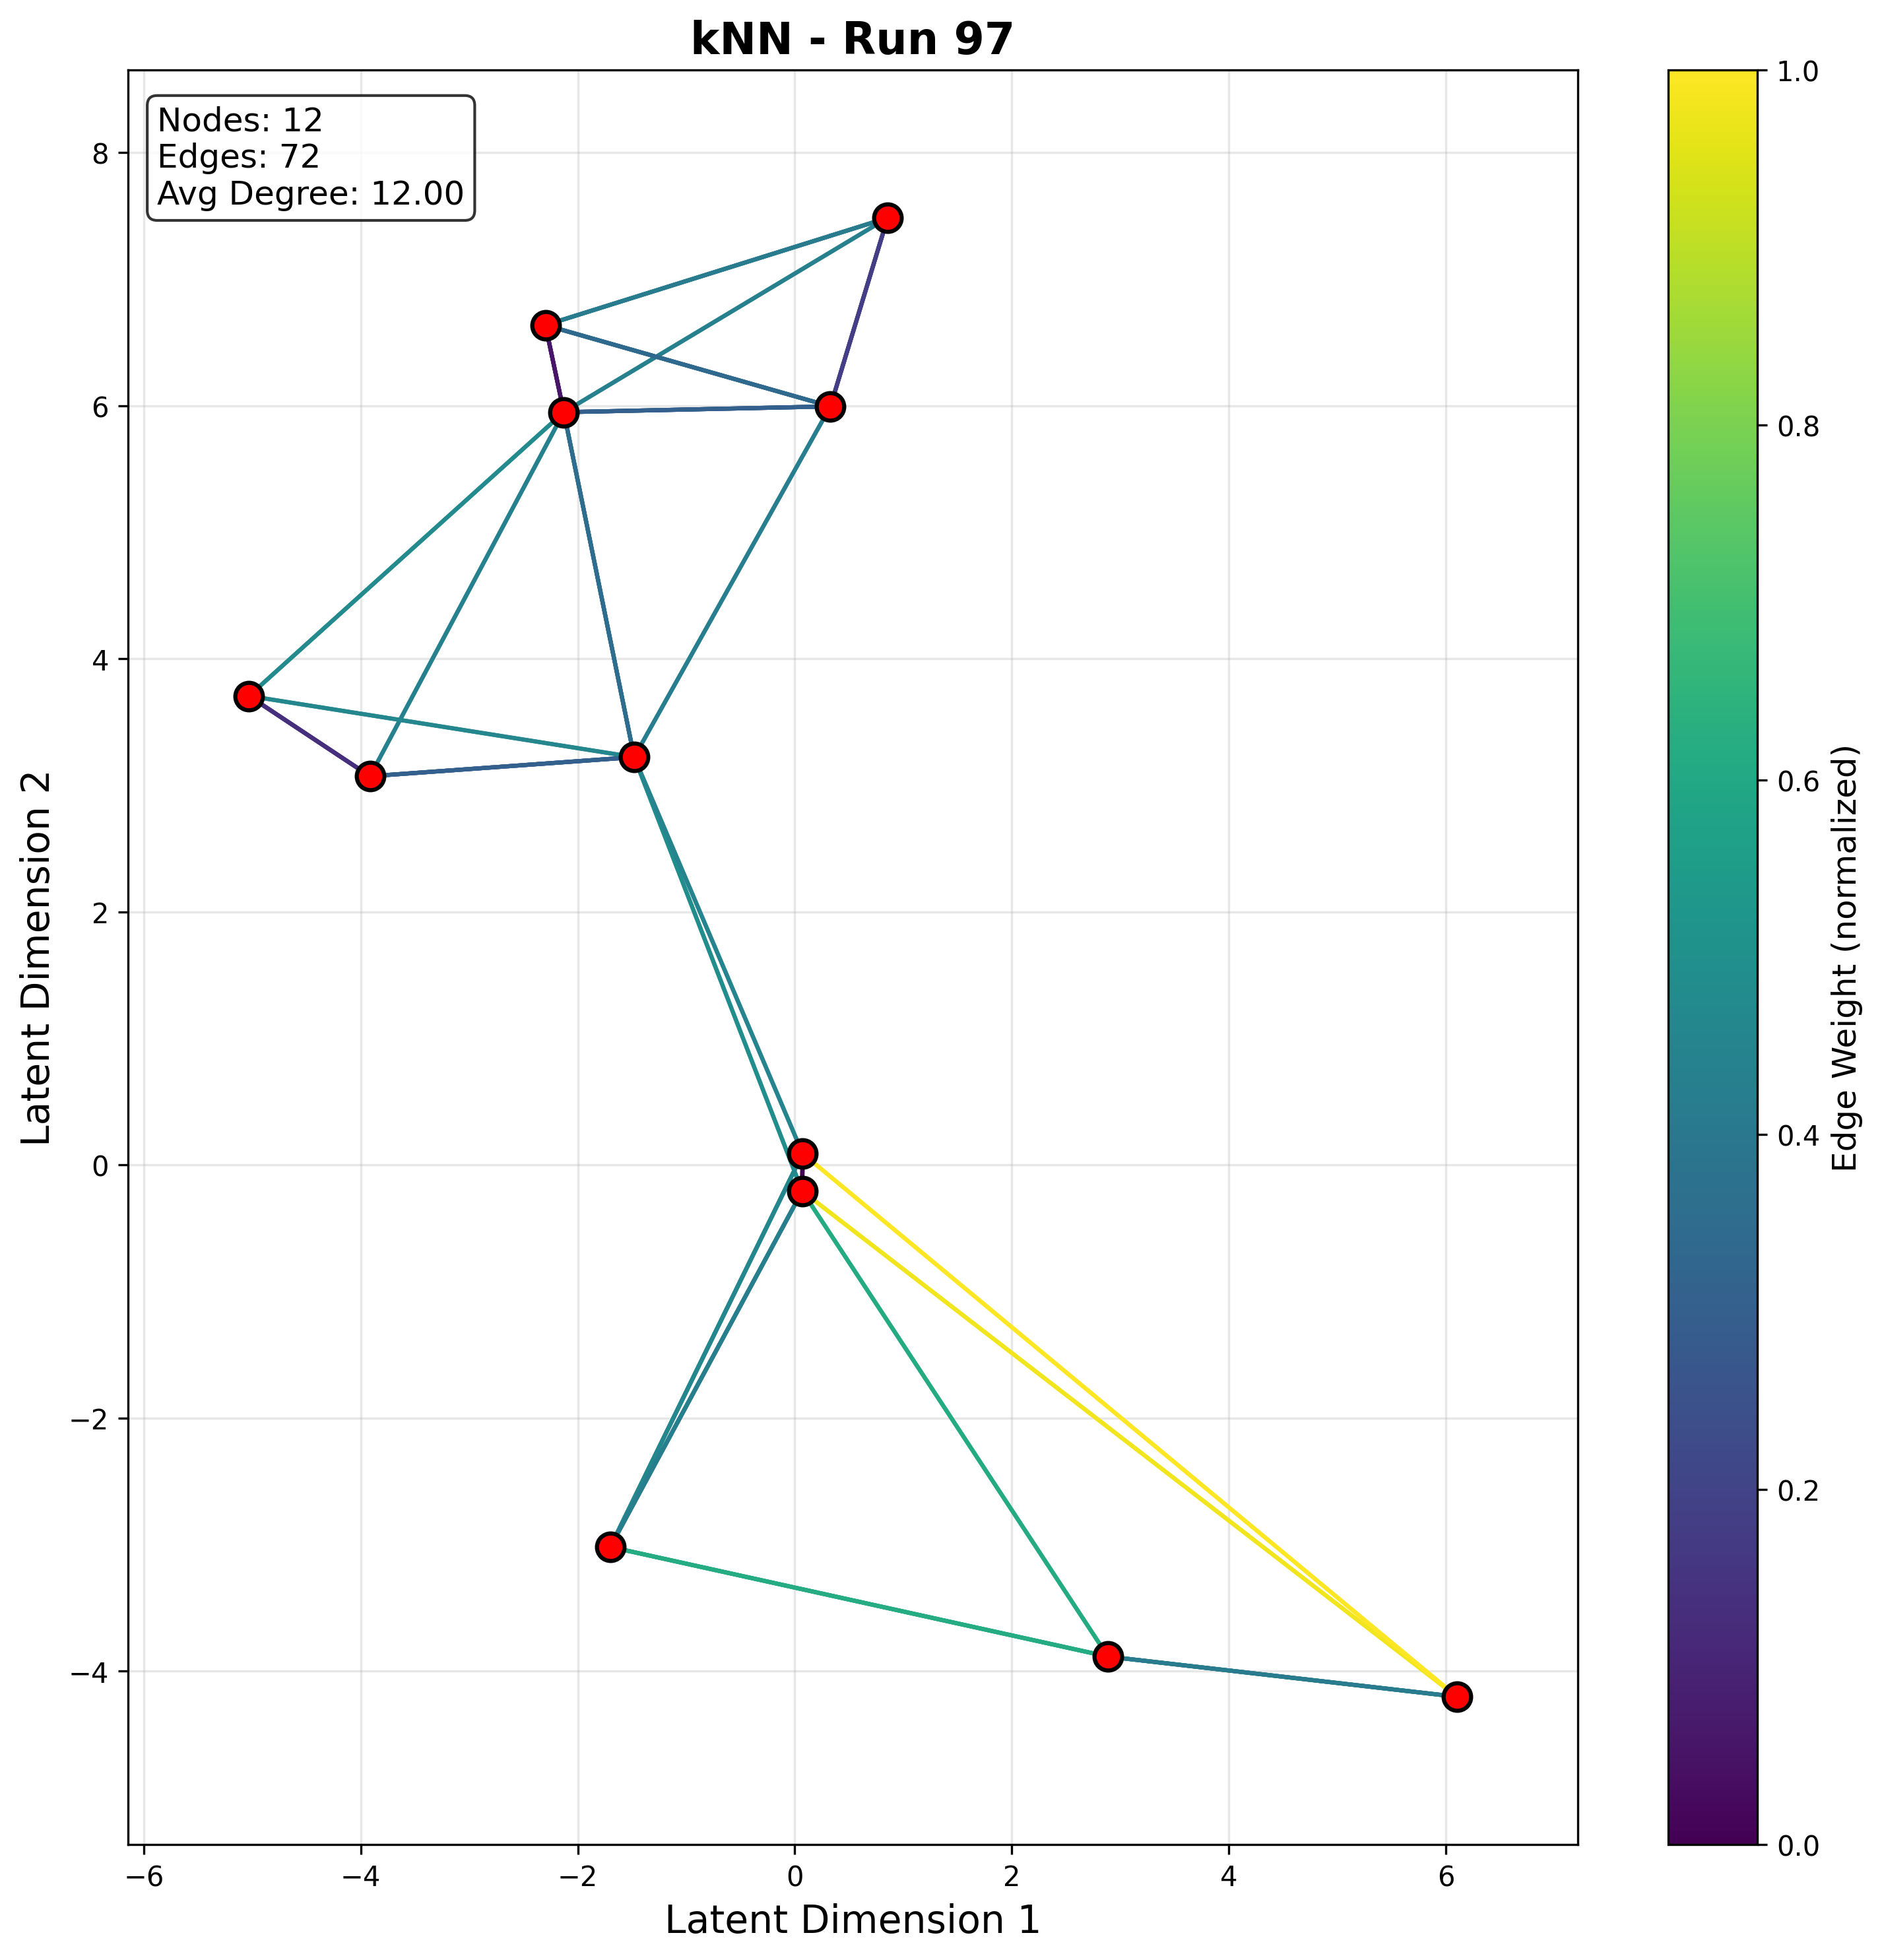 kNN - Run 97
Nodes: 12
Edges: 72
Avg Degree: 12.00
8
6
4
2
0
−2
−4
−6
−4
−2
0
2
4
6
Latent Dimension 1
Latent Dimension 2
1.0
0.8
0.6
0.4
0.2
0.0
Edge Weight (normalized)